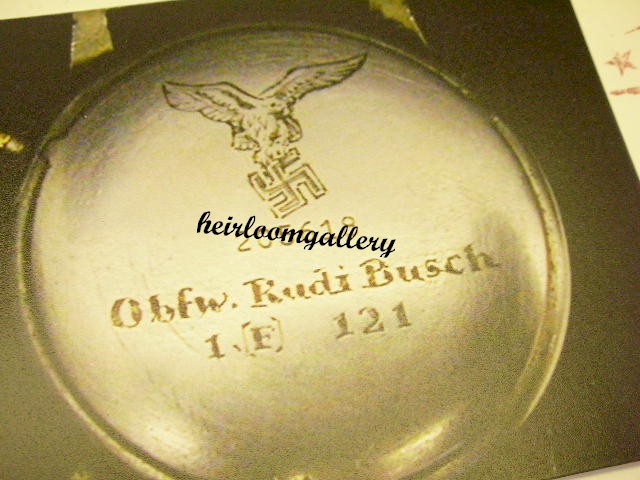 heirloomgallery
Obfw. Rudi Busch
1.(F) 121